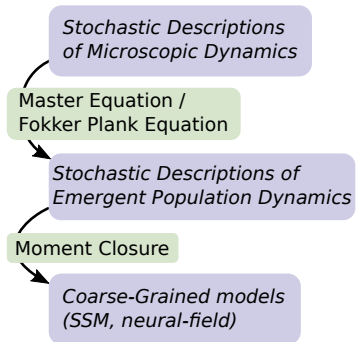 Stochastic Descriptions
of Microscopic Dynamics
Master Equation /
Fokker Plank Equation
Stochastic Descriptions of
Emergent Population Dynamics
Moment Closure
Coarse-Grained models
(SSM, neural-field)